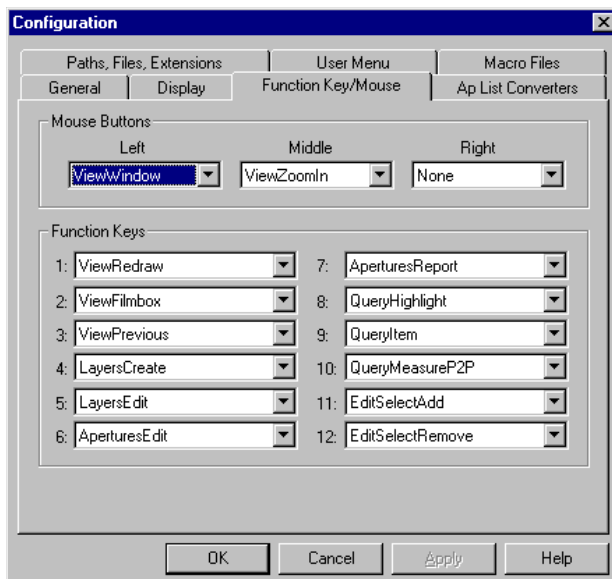 Configuration
Paths, Files, Extensions User Menu Macro Files
General Display Function Key/Mouse Ap List Converters
Mouse Buttons
Left Middle Right
ViewWindow ViewZoomIn None
Function Keys
1: ViewRedraw 7: AperturesReport
2: ViewFilmbox 8: QueryHighlight
3: ViewPrevious 9: QueryItem
4: LayersCreate 10: QueryMeasureP2P
5: LayersEdit 11: EditSelectAdd
6: AperturesEdit 12: EditSelectRemove
OK Cancel Apply Help